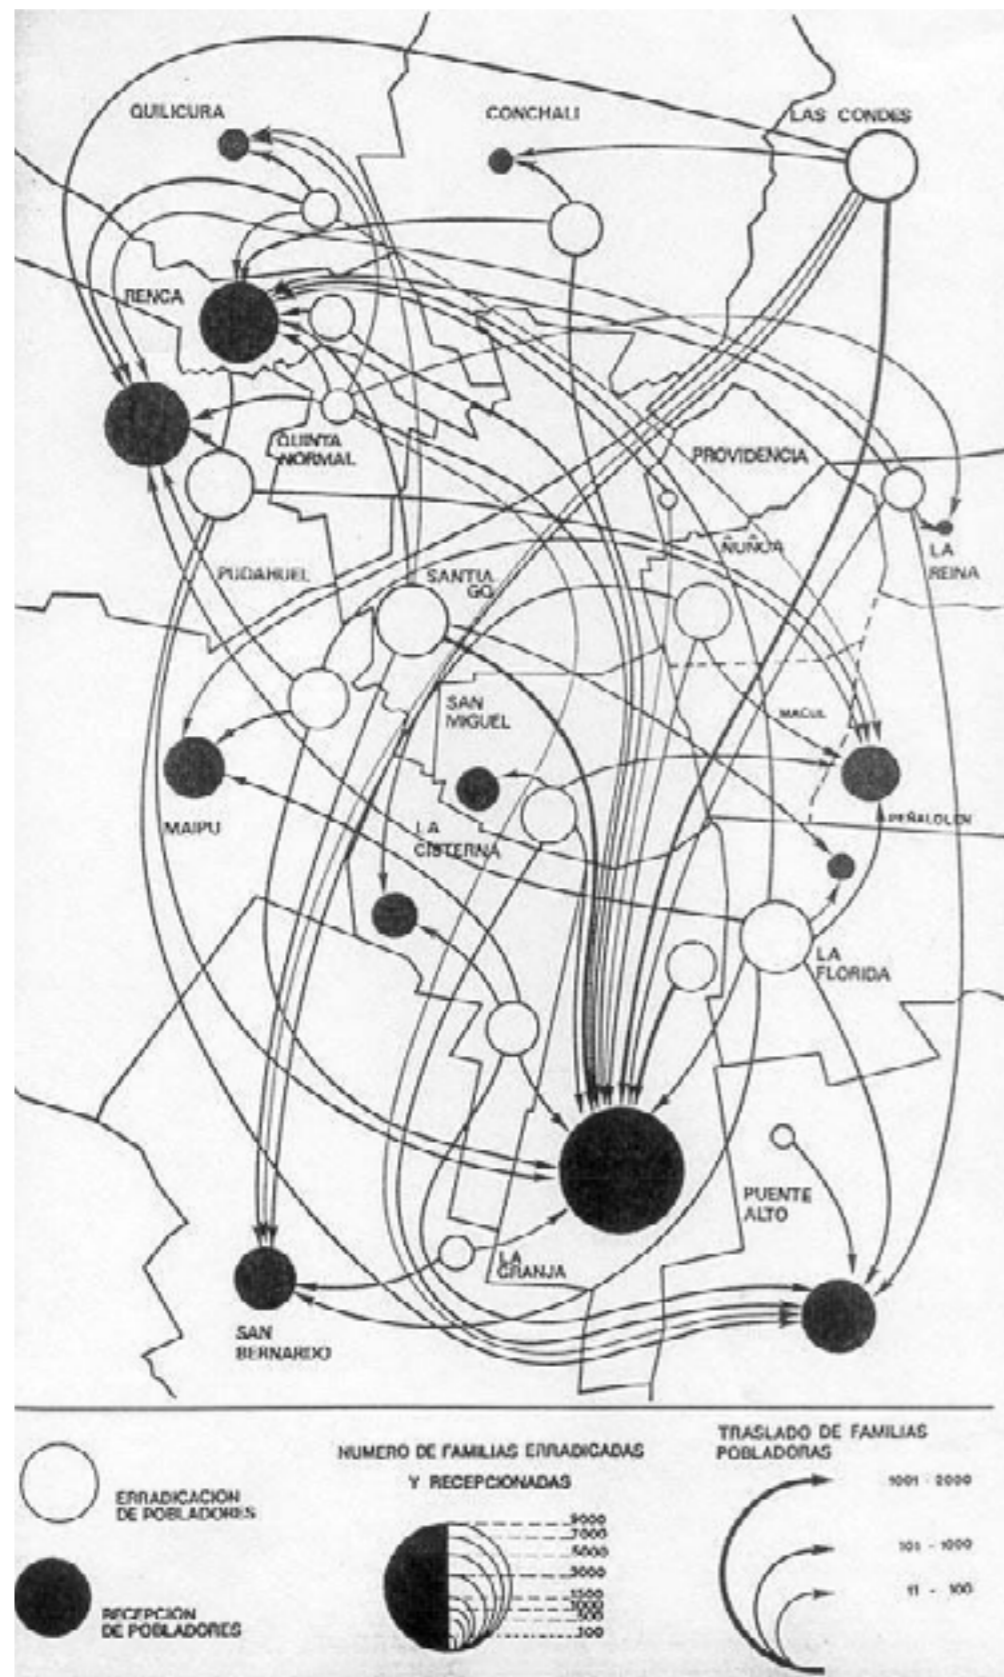 QUILICURA
CONCHALI
LAS CONDES
RENCA
QUINTA
NORMAL
PROVIDENCIA
ÑUÑOA
LA
REINA
PUDAHUEL
SANTIA
GO
SAN
MIGUEL
MACUL
MAIPU
LA
CISTERNA
PEÑALOLEN
LA
FLORIDA
PUENTE
ALTO
LA
GRANJA
SAN
BERNARDO
ERRADICACION
DE POBLADORES
RECEPCIÓN
DE POBLADORES
NUMERO DE FAMILIAS ERRADICADAS
Y RECEPCIONADAS
9000
7000
5000
3000
1500
1000
500
300
TRASLADO DE FAMILIAS
POBLADORAS
1001 - 2000
101 - 1000
11 - 100